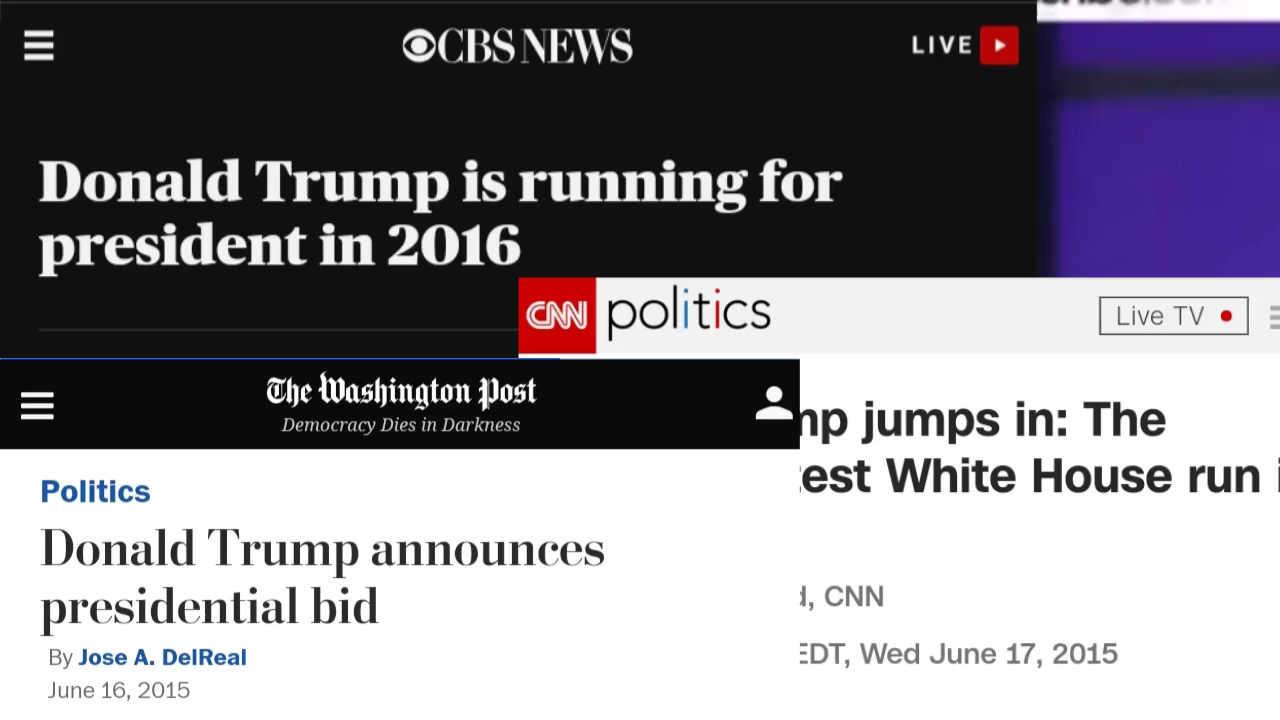 CBS NEWS
LIVE
Donald Trump is running for
president in 2016
CNN politics
Live TV
The Washington Post
Democracy Dies in Darkness
jumps in: The
White House run
Politics
Donald Trump announces
presidential bid
By Jose A. DelReal
June 16, 2015
CNN
EDT, Wed June 17, 2015